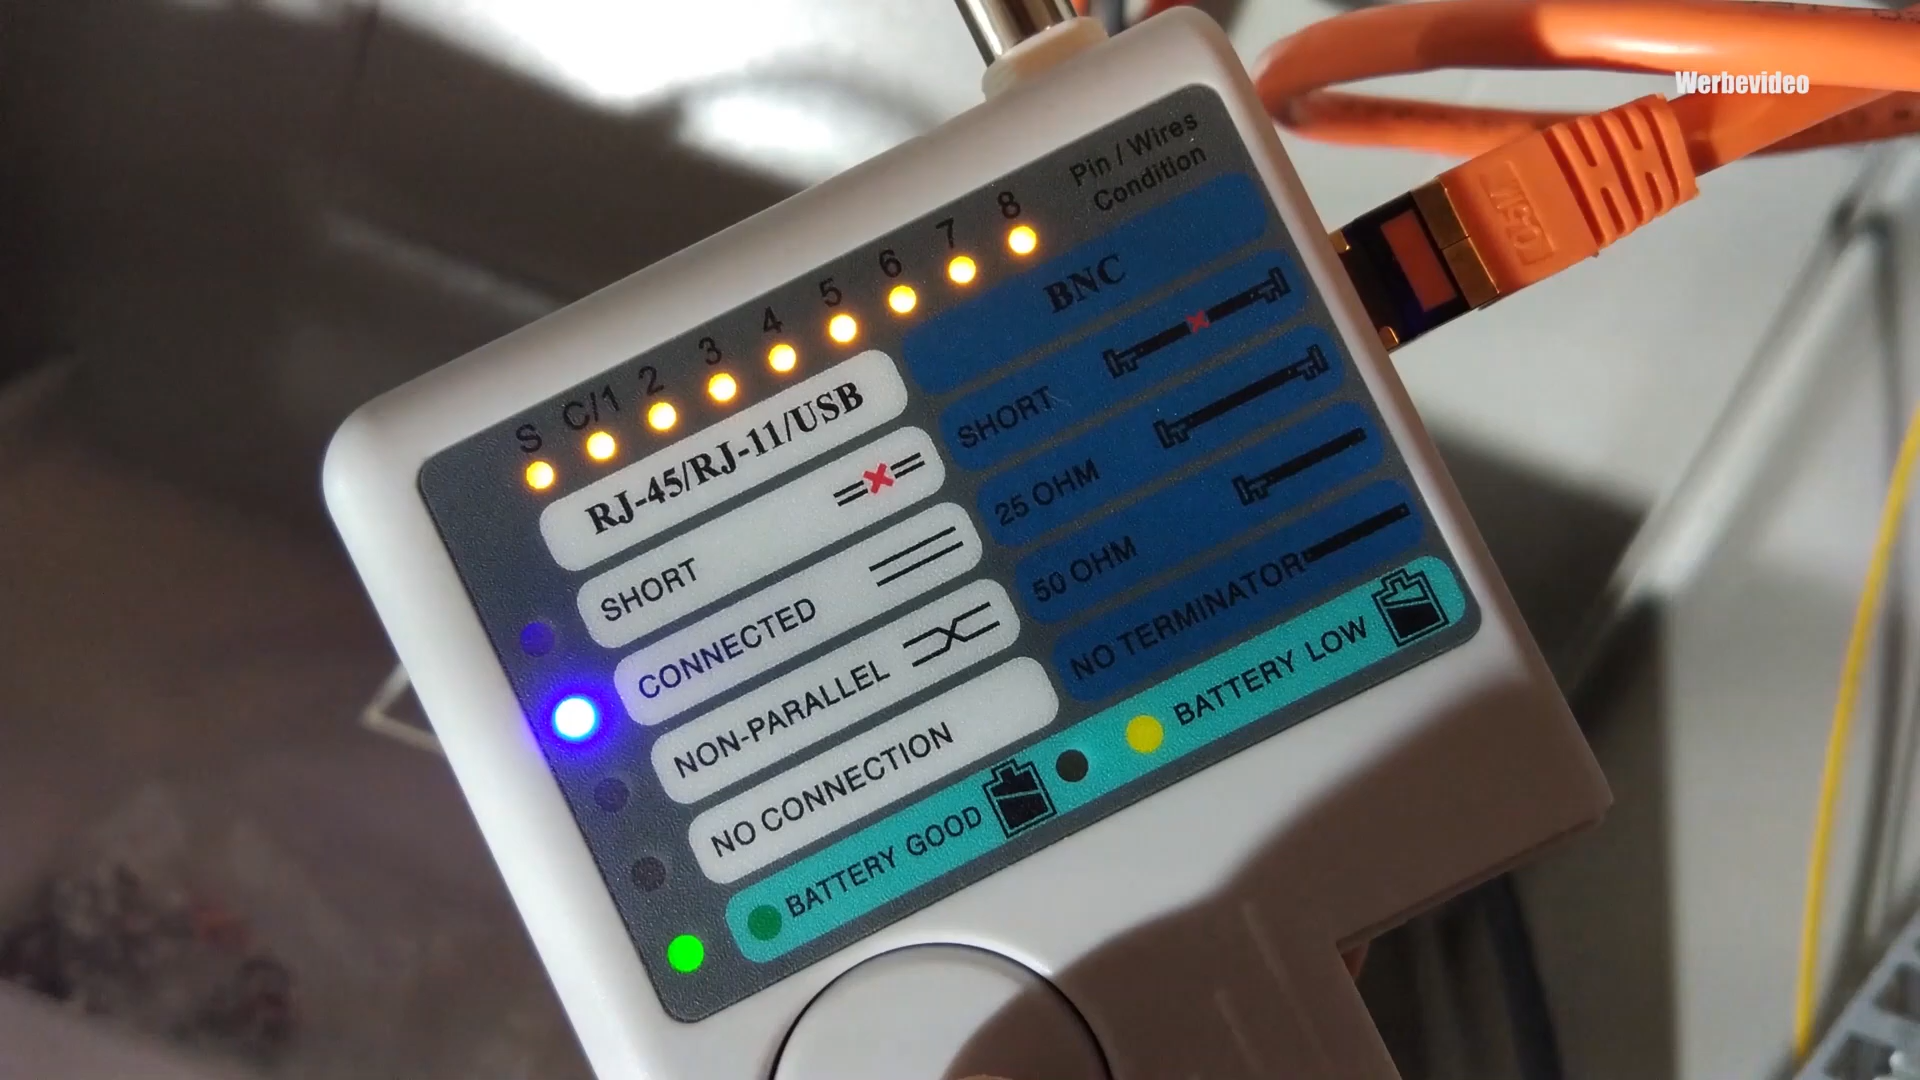 Werbevideo
Pin / Wires
Condition
S C/1 2 3 4 5 6 7 8
RJ-45/RJ-11/USB
SHORT
CONNECTED
NON-PARALLEL
NO CONNECTION
BNC
SHORT
25 OHM
50 OHM
NO TERMINATOR
BATTERY GOOD
BATTERY LOW